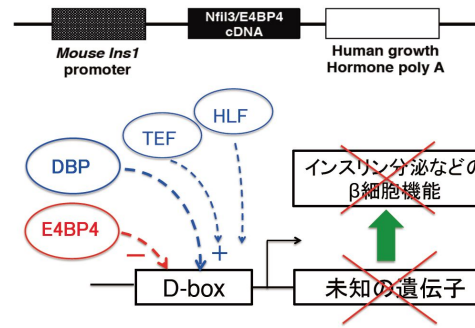 Mouse Ins1
promoter
Nfil3/E4BP4
cDNA
Human growth
Hormone poly A
HLF
TEF
DBP
E4BP4
+
−
D-box
インスリン分泌などの
β細胞機能
未知の遺伝子